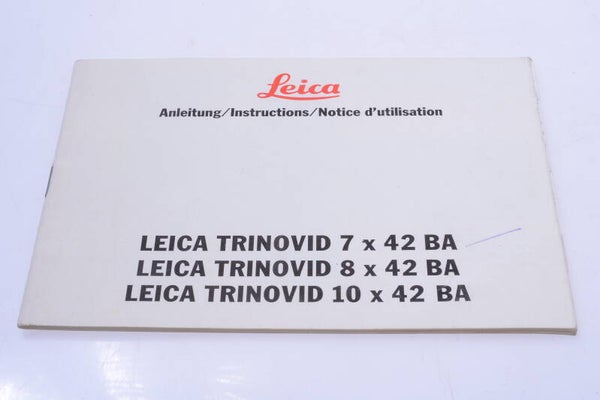 Leica
Anleitung/Instructions/Notice d'utilisation
LEICA TRINOVID 7 x 42 BA
LEICA TRINOVID 8 x 42 BA
LEICA TRINOVID 10 x 42 BA